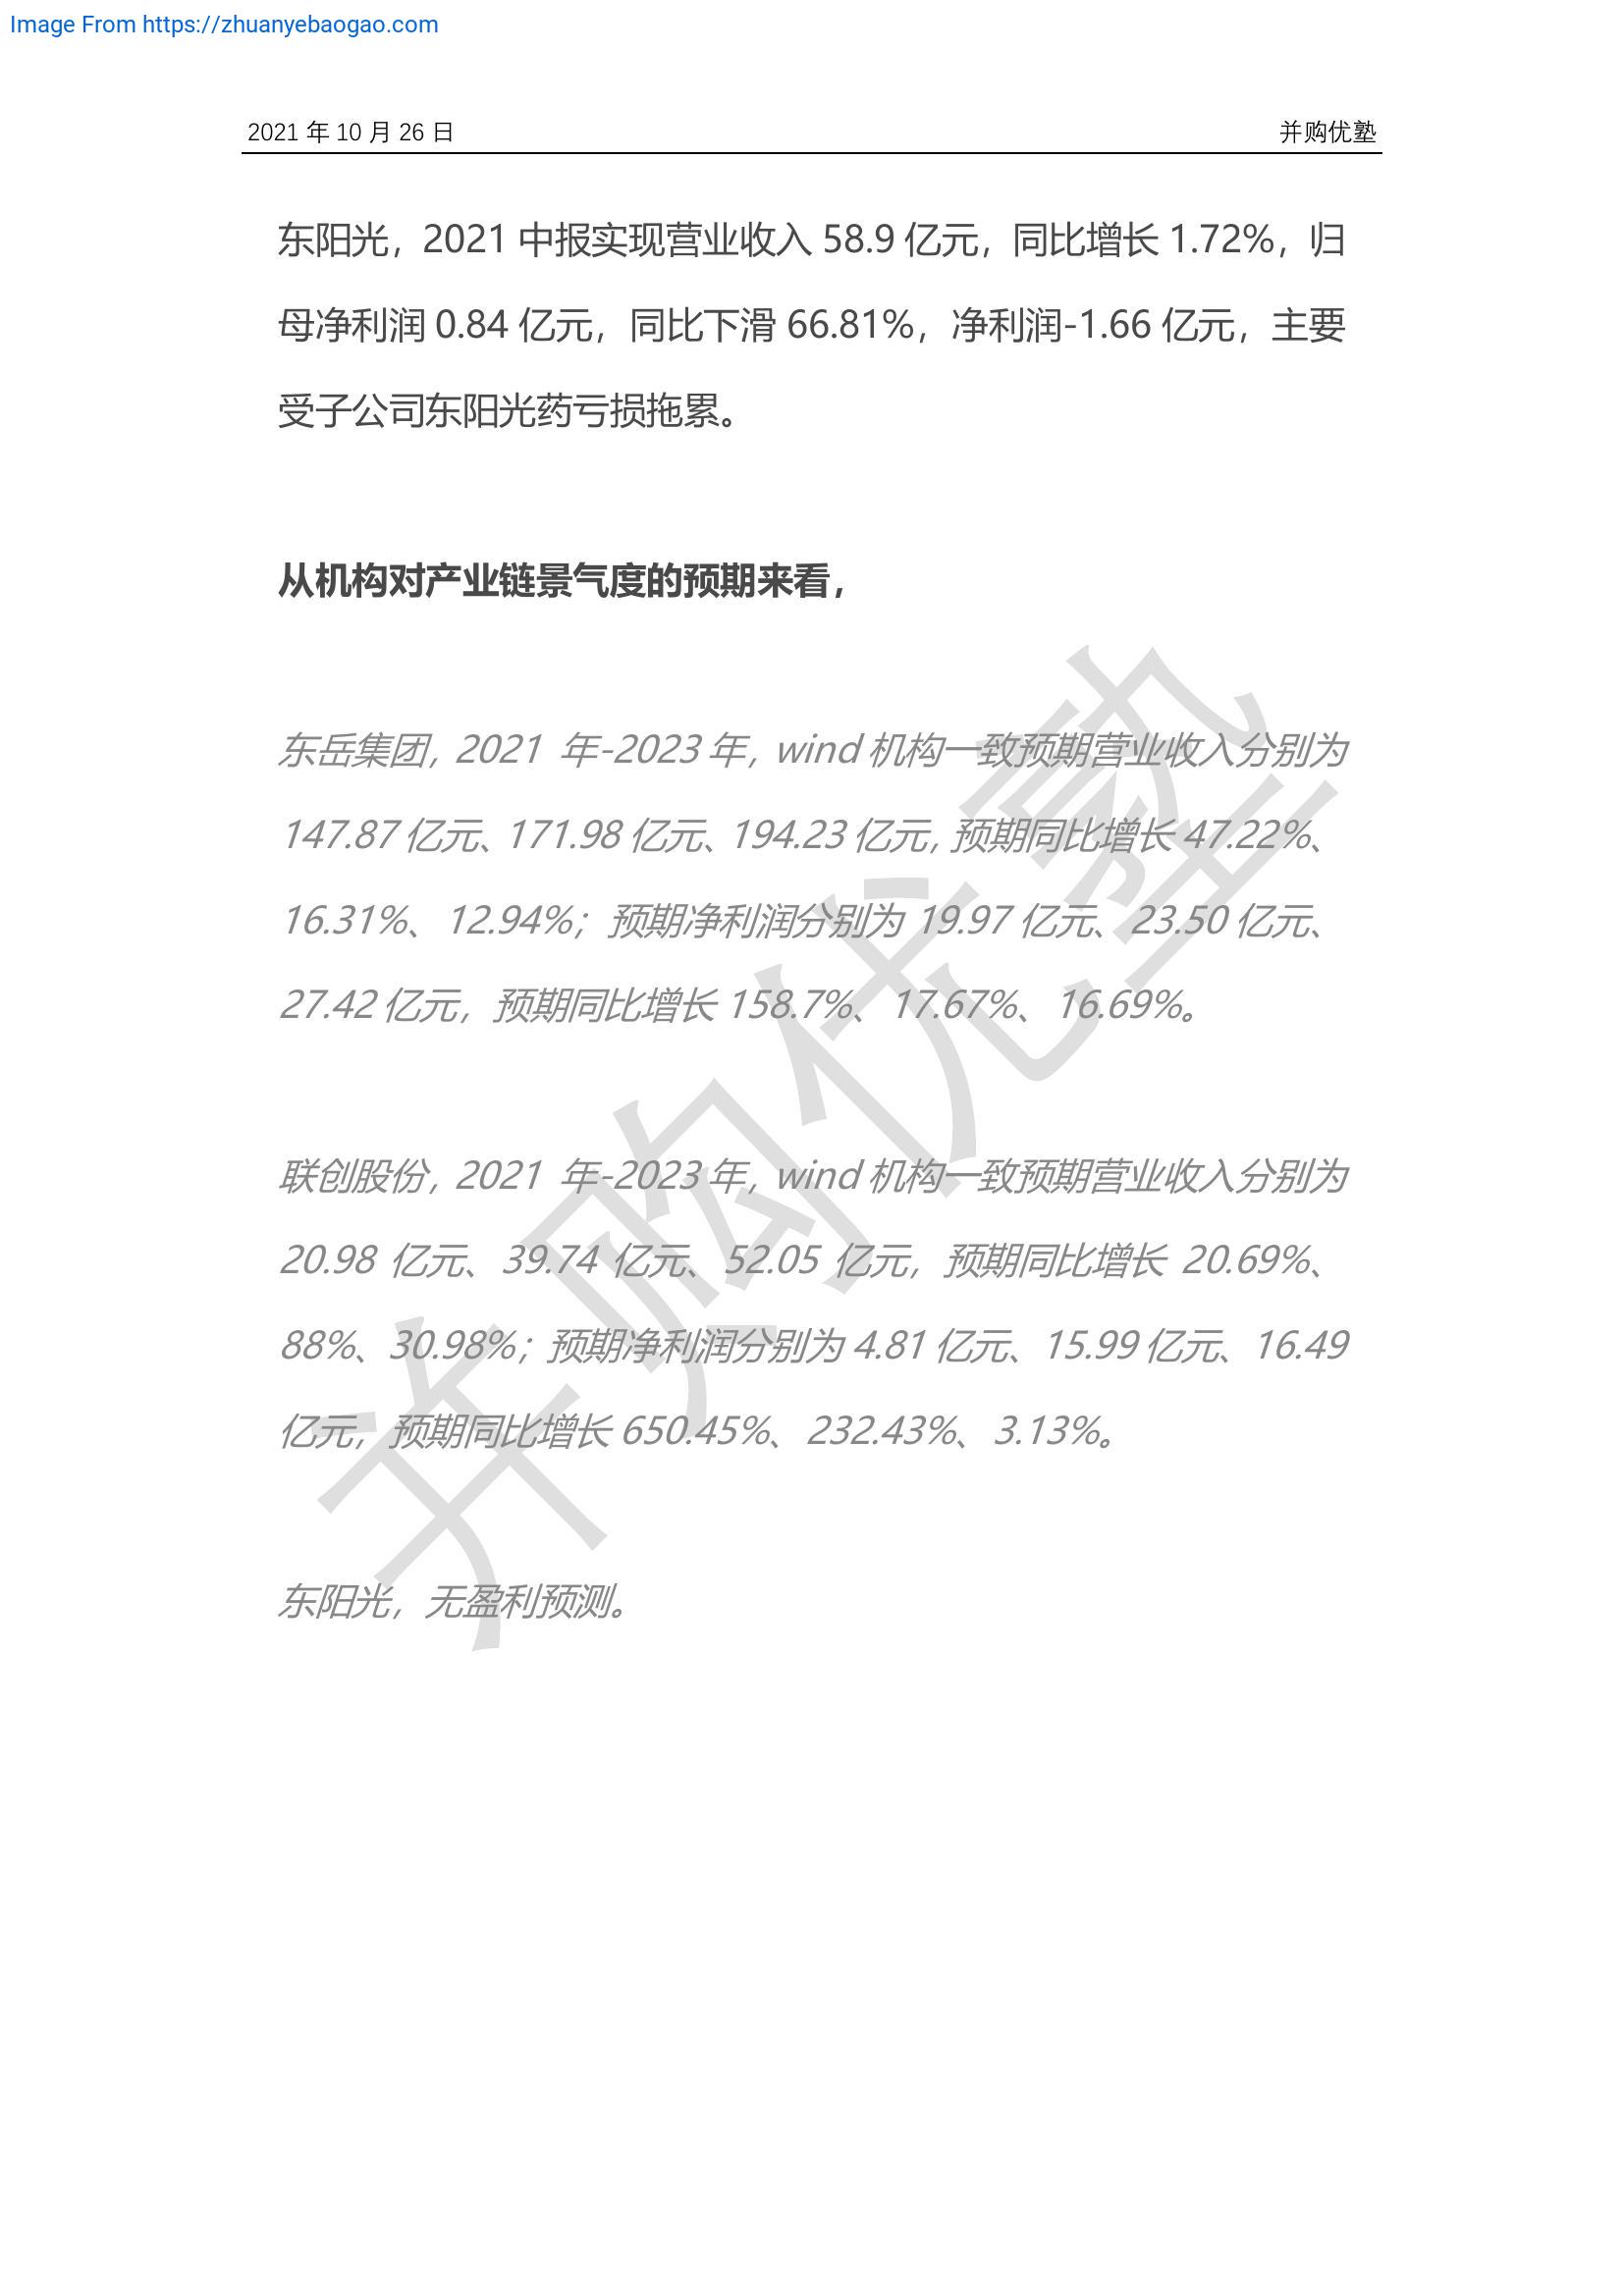 Image From https://zhuanyebaogao.com
2021 年 10 月 26 日 并购优塾
东阳光，2021 中报实现营业收入 58.9 亿元，同比增长 1.72%，归
母净利润 0.84 亿元，同比下滑 66.81%，净利润-1.66 亿元，主要
受子公司东阳光药亏损拖累。
从机构对产业链景气度的预期来看，
东岳集团，2021 年-2023 年，wind 机构一致预期营业收入分别为
147.87 亿元、171.98 亿元、194.23 亿元，预期同比增长 47.22%、
16.31%、12.94%；预期净利润分别为 19.97 亿元、23.50 亿元、
27.42 亿元，预期同比增长 158.7%、17.67%、16.69%。
联创股份，2021 年-2023 年，wind 机构一致预期营业收入分别为
20.98 亿元、39.74 亿元、52.05 亿元，预期同比增长 20.69%、
88%、30.98%；预期净利润分别为 4.81 亿元、15.99 亿元、16.49
亿元，预期同比增长 650.45%、232.43%、3.13%。
东阳光，无盈利预测。
并购优塾